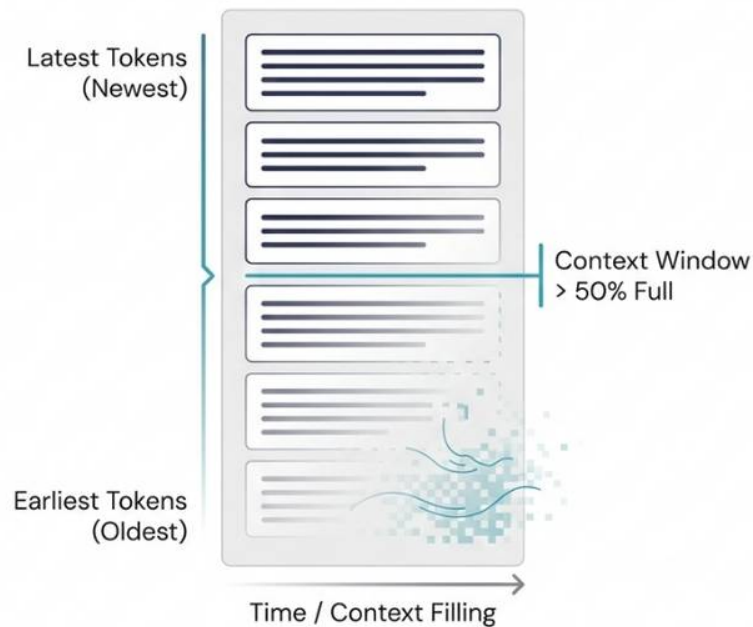 Latest Tokens
(Newest)
Context Window
> 50% Full
Earliest Tokens
(Oldest)
Time / Context Filling